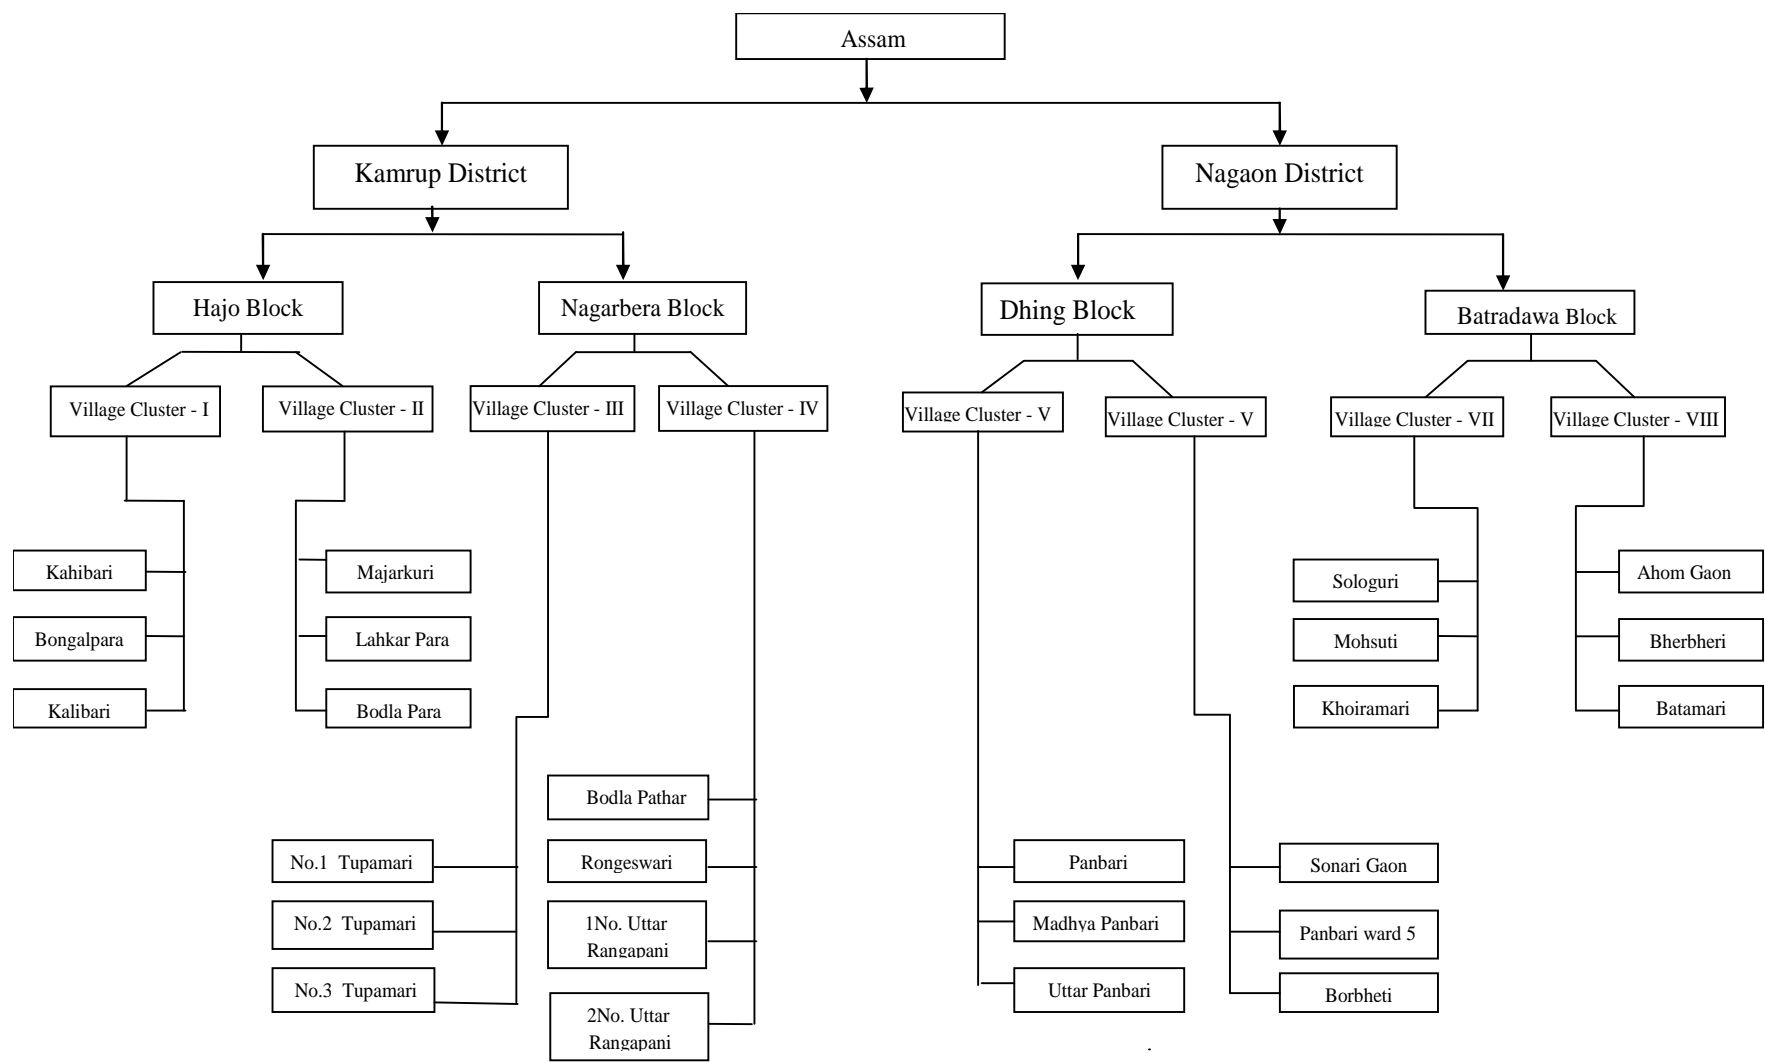 Assam
Kamrup District
Nagaon District
Hajo Block
Nagarbera Block
Dhing Block
Batradawa Block
Village Cluster - I
Village Cluster - II
Village Cluster - III
Village Cluster - IV
Village Cluster - V
Village Cluster - V
Village Cluster - VII
Village Cluster - VIII
Kahibari
Bongalpara
Kalibari
Majarkuri
Lahkar Para
Bodla Para
No.1 Tupamari
No.2 Tupamari
No.3 Tupamari
Bodla Pathar
Rongeswari
1No. Uttar
Rangapani
2No. Uttar
Rangapani
Panbari
Madhya Panbari
Uttar Panbari
Sonari Gaon
Panbari ward 5
Borbheti
Sologuri
Mohsuti
Khoiramari
Ahom Gaon
Bherbheri
Batamari